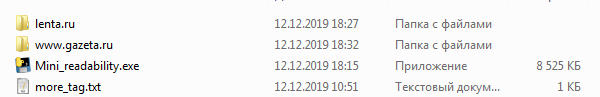 lenta.ru 12.12.2019 18:27 Папка с файлами
www.gazeta.ru 12.12.2019 18:32 Папка с файлами
Mini_readability.exe 12.12.2019 18:15 Приложение 8 525 КБ
more_tag.txt 12.12.2019 10:51 Текстовый докум... 1 КБ